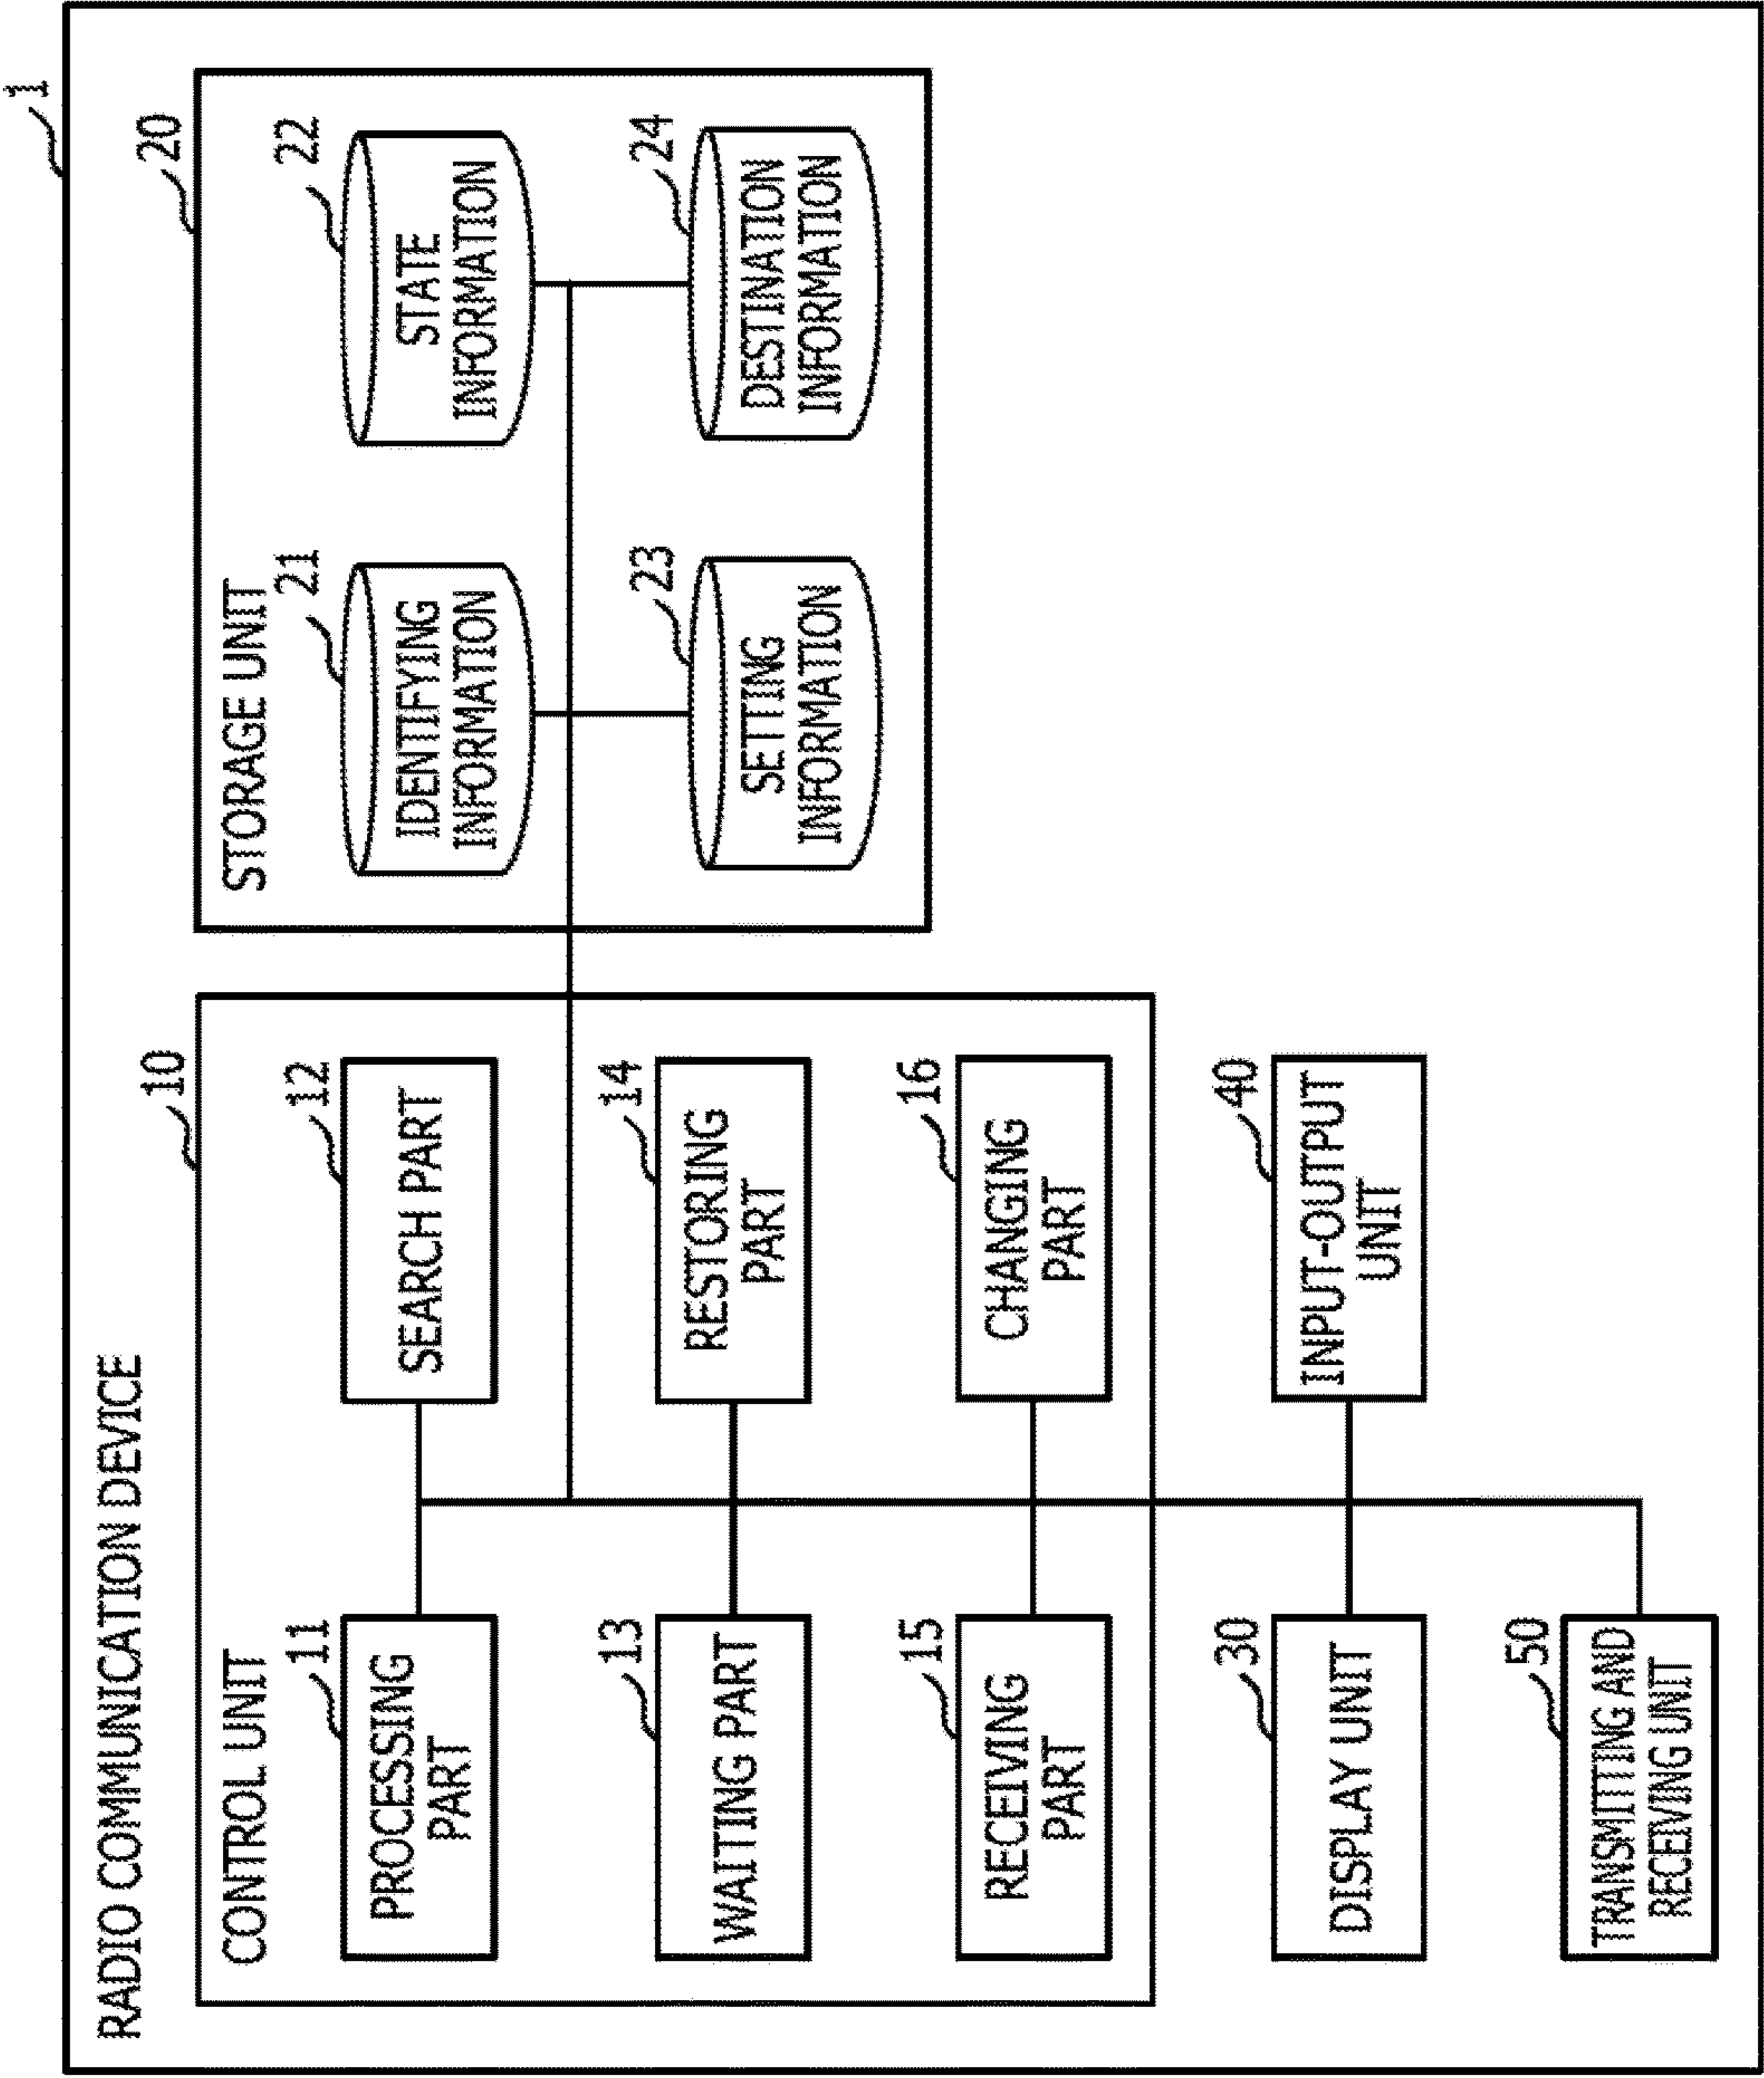 1
RADIO COMMUNICATION DEVICE
10
CONTROL UNIT
11
PROCESSING
PART
12
SEARCH PART
13
WAITING PART
14
RESTORING
PART
15
RECEIVING
PART
16
CHANGING
PART
20
STORAGE UNIT
21
IDENTIFYING
INFORMATION
22
STATE
INFORMATION
23
SETTING
INFORMATION
24
DESTINATION
INFORMATION
30
DISPLAY UNIT
40
INPUT-OUTPUT
UNIT
50
TRANSMITTING AND
RECEIVING UNIT